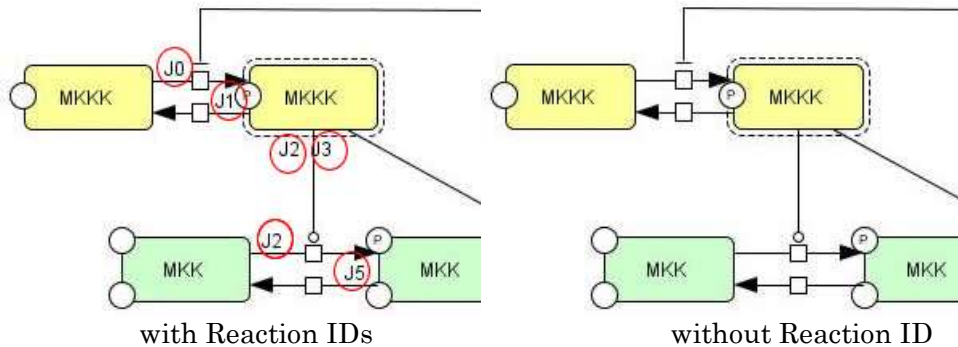 J0
MKKK
J1
P
MKKK
MKKK
P
MKKK
J2 J3
J2
P
P
MKK
J5
MKK
MKK
MKK
with Reaction IDs
without Reaction ID